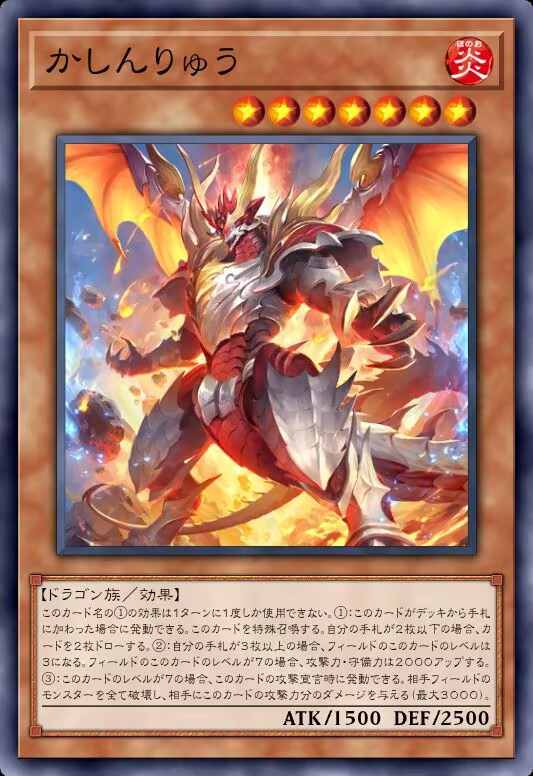 かしんりゅう
ほのお
炎
【ドラゴン族／効果】
このカード名の①の効果は1ターンに1度しか使用できない。①：このカードがデッキから手札
に加わった場合に発動できる。このカードを特殊召喚する。自分の手札が2枚以下の場合、カ
ードを2枚ドローする。②：自分の手札が3枚以上の場合、フィールドのこのカードのレベルは
3になる。フィールドのこのカードのレベルが7の場合、攻撃力・守備力は2000アップする。
③：このカードのレベルが7の場合、このカードの攻撃宣言時に発動できる。相手フィールドの
モンスターを全て破壊し、相手にこのカードの攻撃力分のダメージを与える（最大3000）。
ATK/1500 DEF/2500